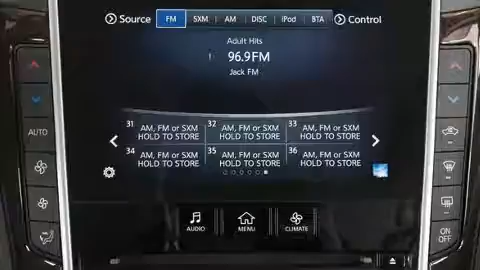 Source FM SXM AM DISC iPod BTA Control
Adult Hits
96.9FM
Jack FM
31 AM, FM or SXM HOLD TO STORE
32 AM, FM or SXM HOLD TO STORE
33 AM, FM or SXM HOLD TO STORE
34 AM, FM or SXM HOLD TO STORE
35 AM, FM or SXM HOLD TO STORE
36 AM, FM or SXM HOLD TO STORE
AUTO
AUDIO MENU CLIMATE
ON
OFF